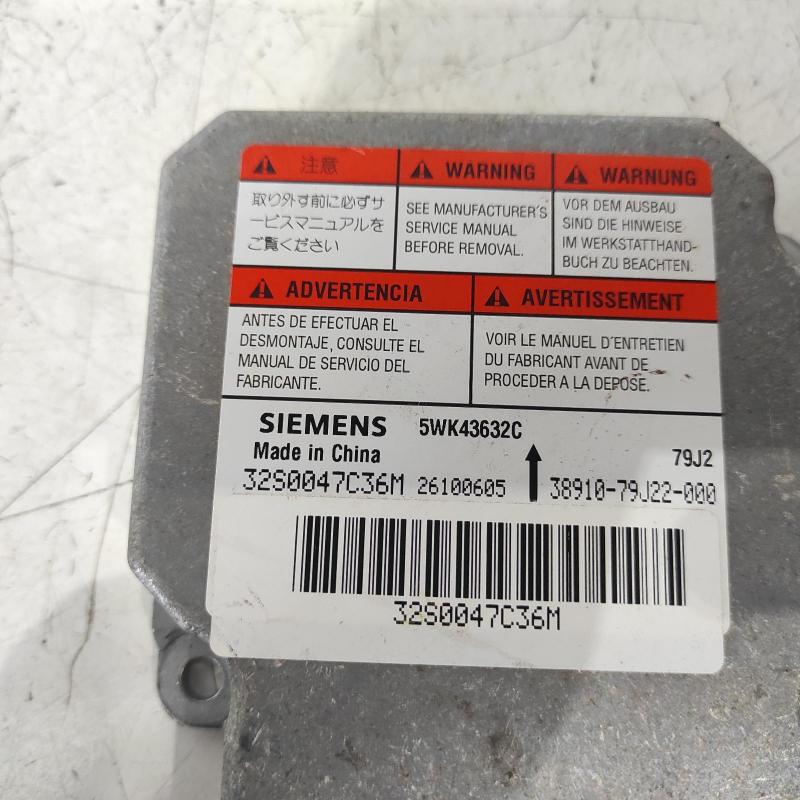 注意
取り外す前に必ずサ
ービスマニュアルを
ご覧ください
WARNING
SEE MANUFACTURER'S
SERVICE MANUAL
BEFORE REMOVAL.
WARNUNG
VOR DEM AUSBAU
SIND DIE HINWEISE
IM WERKSTATTHAND-
BUCH ZU BEACHTEN.
ADVERTENCIA
ANTES DE EFECTUAR EL
DESMONTAJE, CONSULTE EL
MANUAL DE SERVICIO DEL
FABRICANTE.
AVERTISSEMENT
VOIR LE MANUEL D'ENTRETIEN
DU FABRICANT AVANT DE
PROCEDER A LA DEPOSE.
SIEMENS 5WK43632C
Made in China 79J2
32S0047C36M 26100605 38910-79J22-000
32S0047C36M